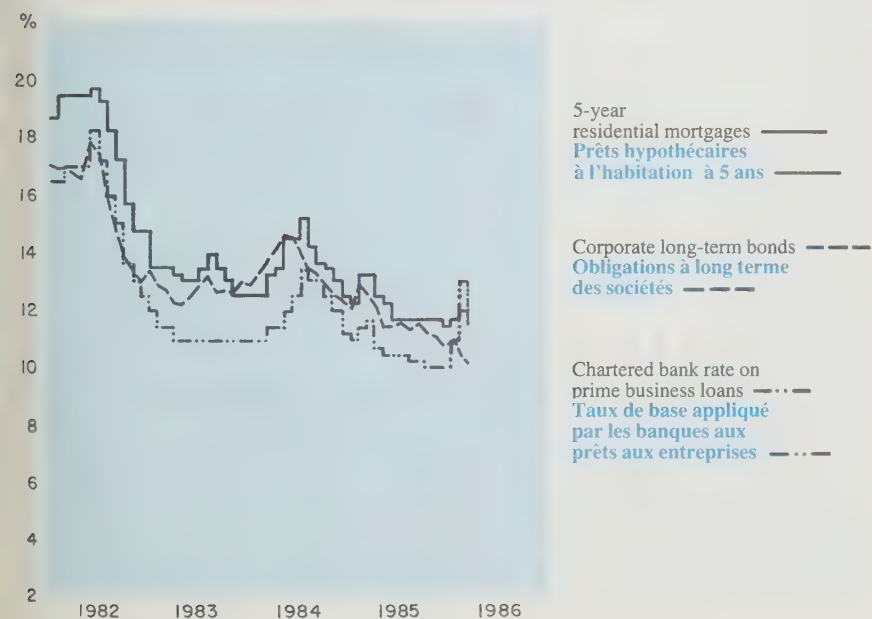 %
20
18
16
14
12
10
8
6
4
2
1982 1983 1984 1985 1986
5-year
residential mortgages
Prêts hypothécaires
à l'habitation à 5 ans
Corporate long-term bonds
Obligations à long terme
des sociétés
Chartered bank rate on
prime business loans
Taux de base appliqué
par les banques aux
prêts aux entreprises